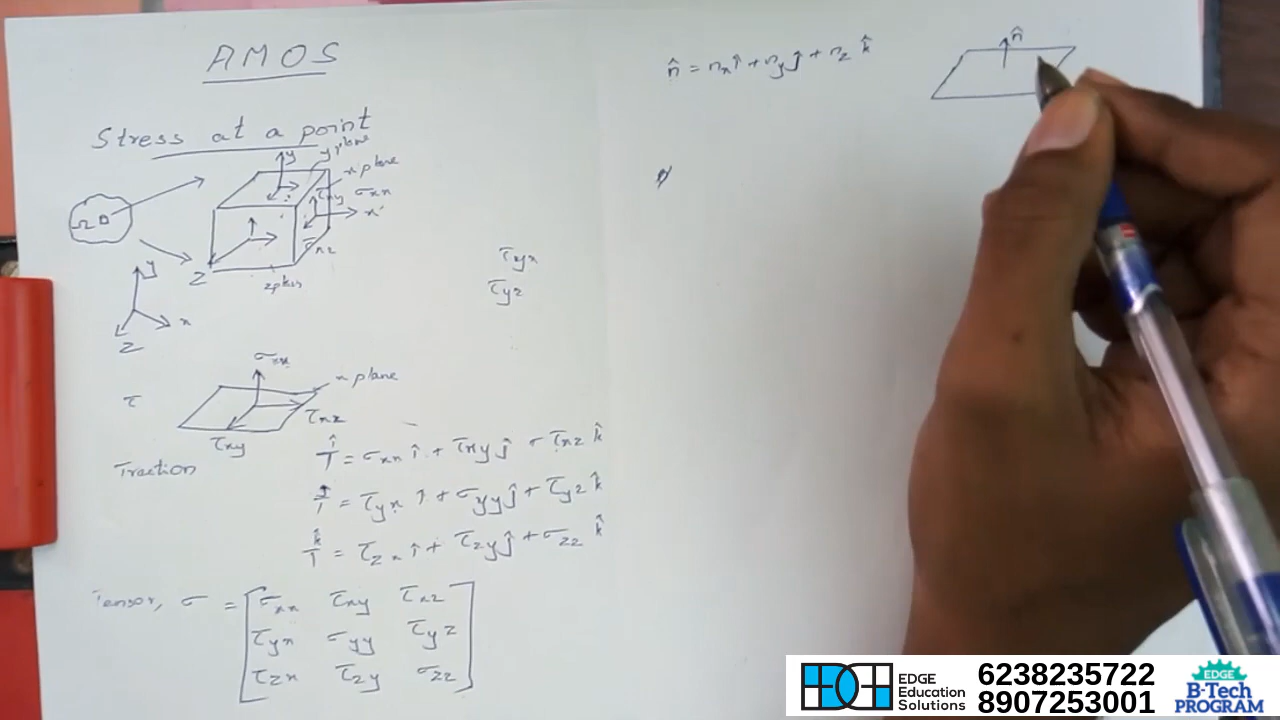 AMOS
Stress at a point
y
y plane
x plane
τxy σxx
x
τxz
Z
z plane
y
x
Z
τyx
τyz
σxx
x plane
τ
τxz
τxy
Traction
î
T = σxx î + τxy ĵ + τxz k̂
ĵ
T = τyx î + σyy ĵ + τyz k̂
k̂
T = τzx î + τzy ĵ + σzz k̂
Tensor, σ = [ σxx τxy τxz
τyx σyy τyz
τzx τzy σzz ]
n̂ = nx î + ny ĵ + nz k̂
n̂
EDGE
Education
Solutions
6238235722
8907253001
EDGE
B-Tech
PROGRAM